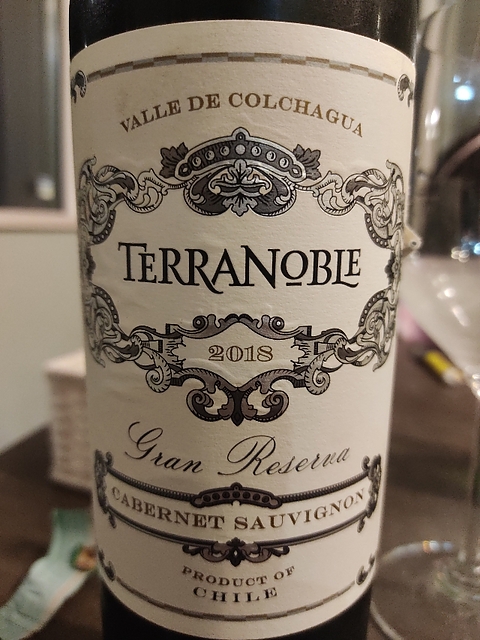 VALLE DE COLCHAGUA
TERRANOBLE
2018
Gran Reserva
CABERNET SAUVIGNON
PRODUCT OF
CHILE